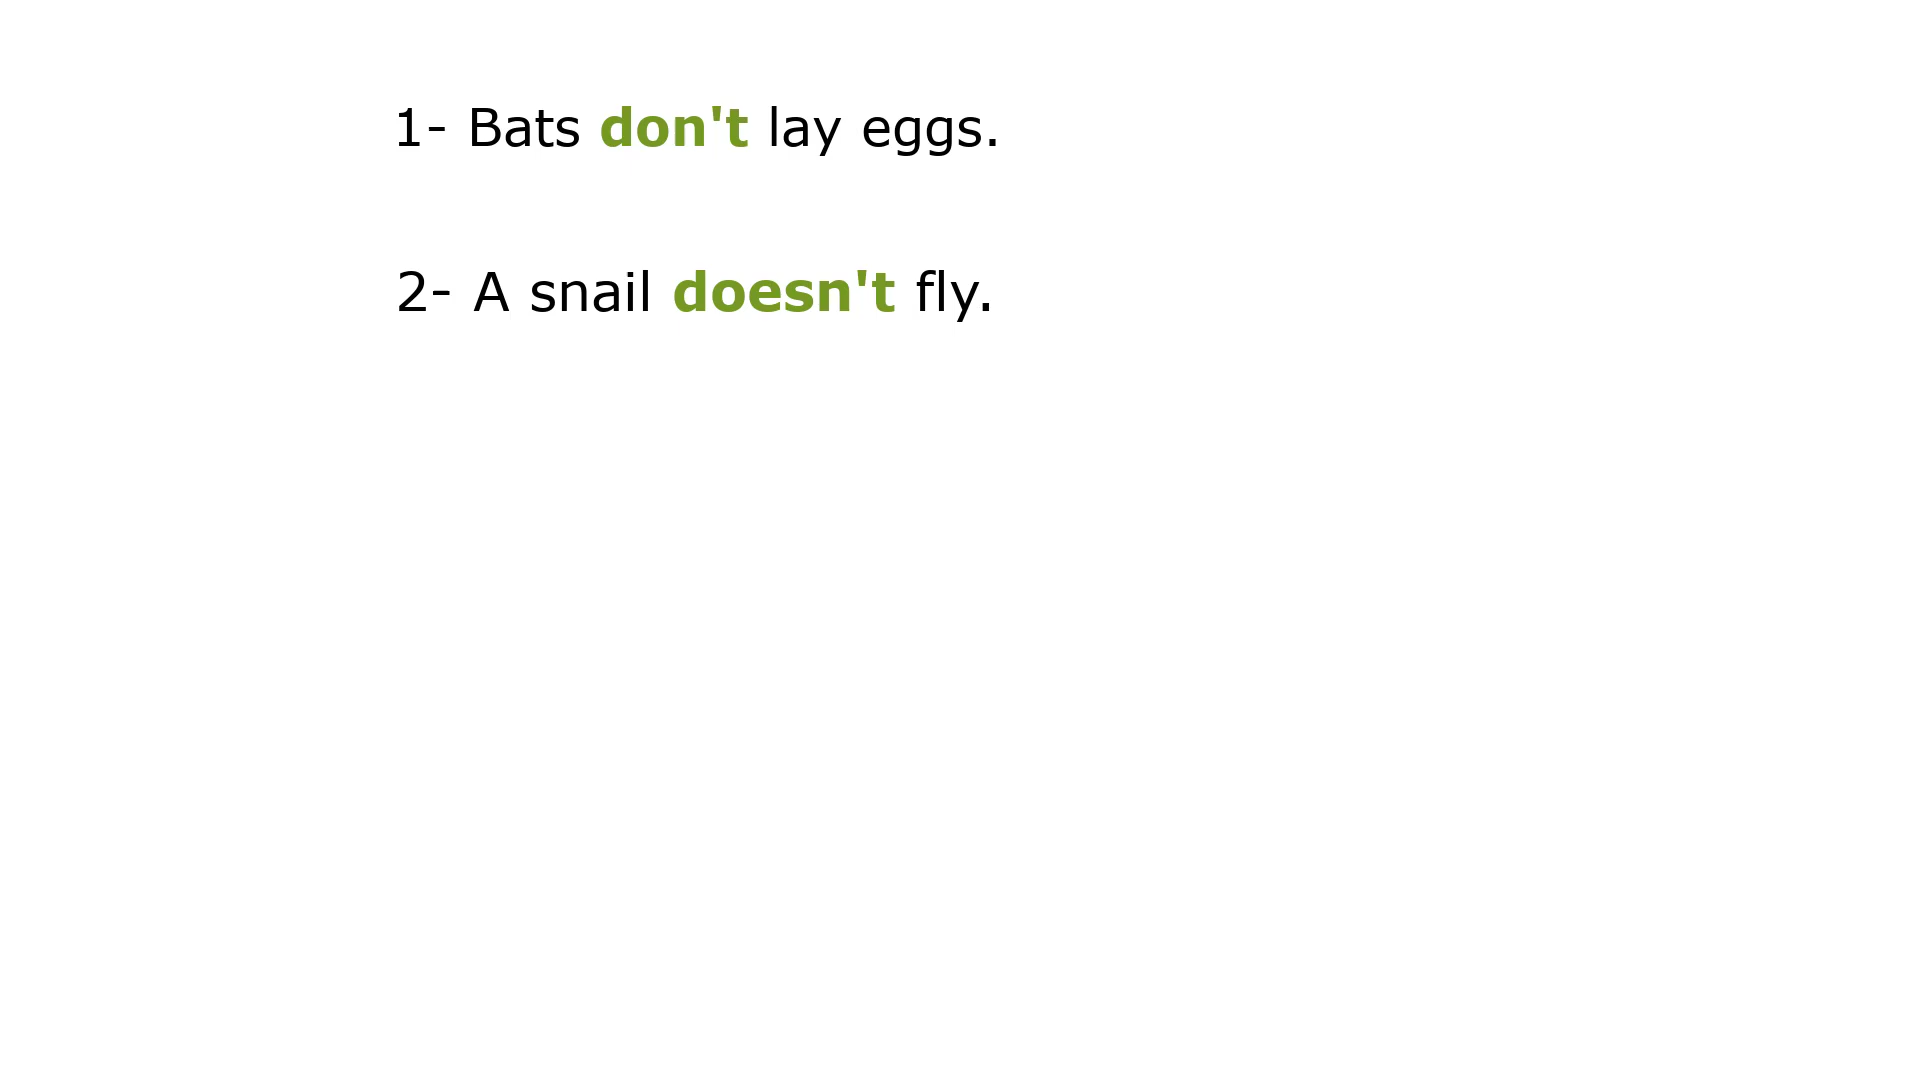 1- Bats don't lay eggs.
2- A snail doesn't fly.